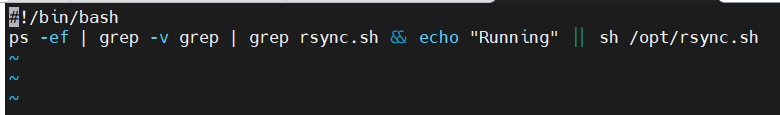 #!/bin/bash
ps -ef | grep -v grep | grep rsync.sh && echo "Running" || sh /opt/rsync.sh
~
~
~